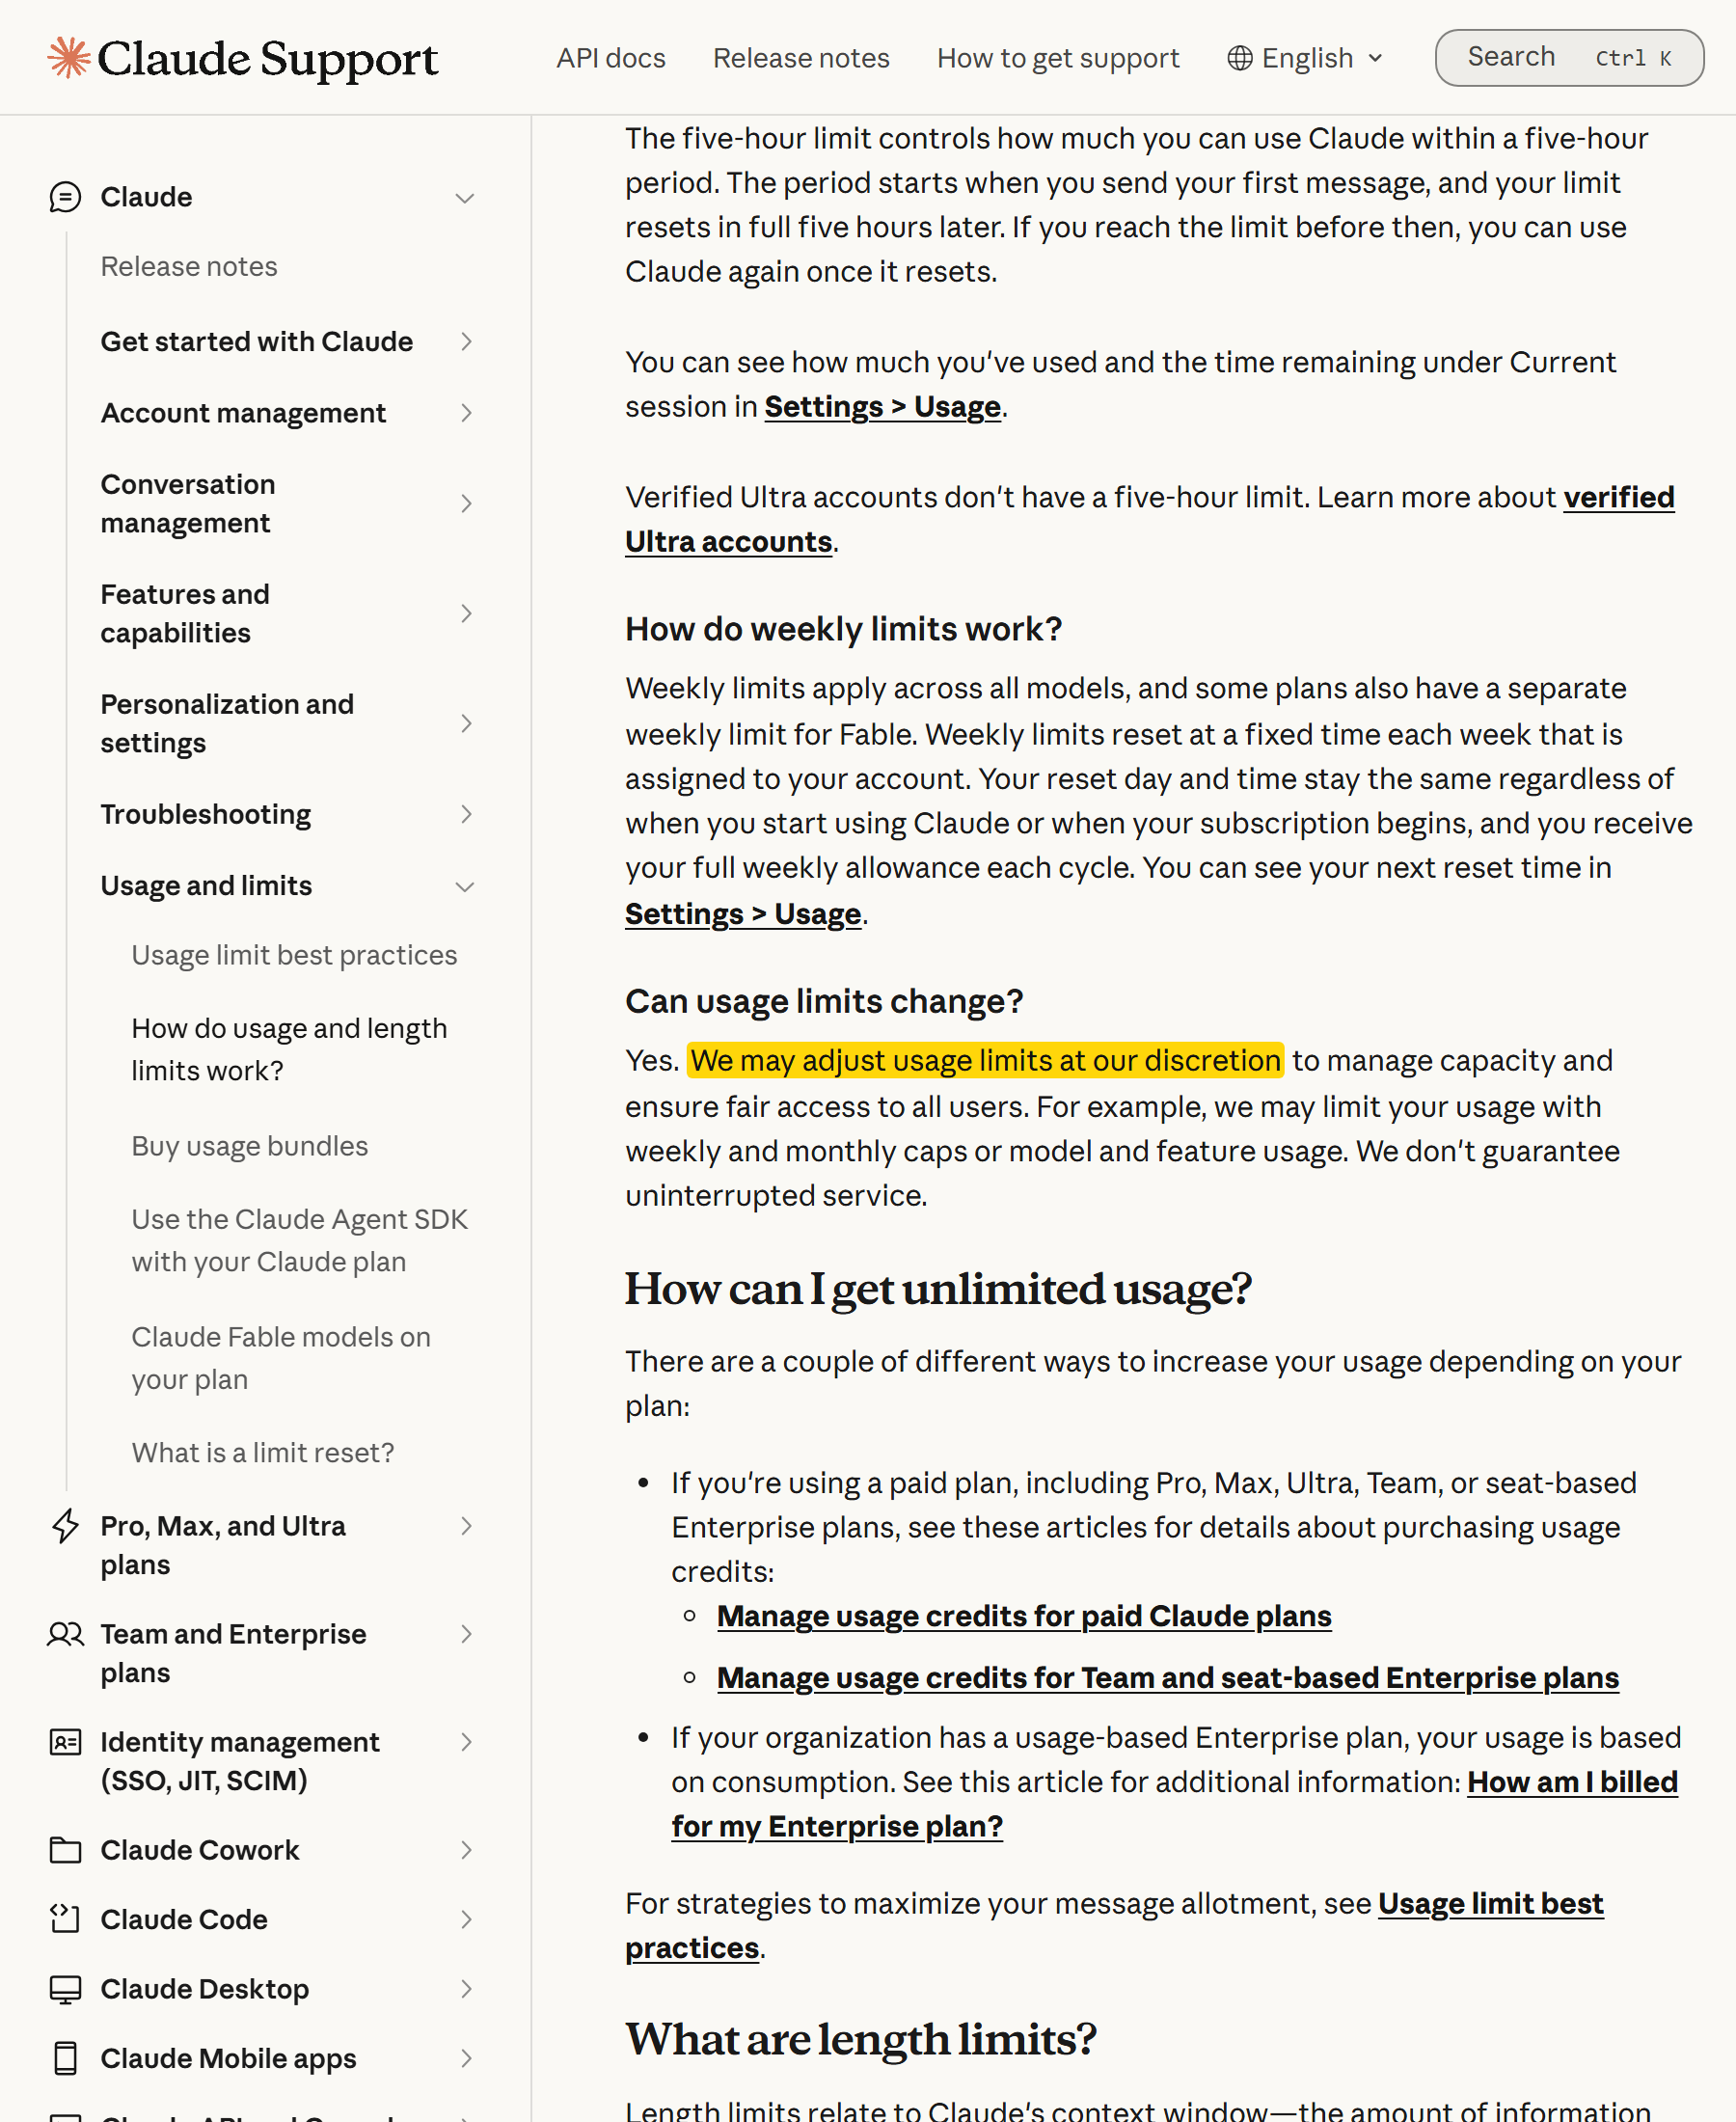 Claude Support
API docs
Release notes
How to get support
English
Search Ctrl K
Claude
Release notes
Get started with Claude
Account management
Conversation
management
Features and
capabilities
Personalization and
settings
Troubleshooting
Usage and limits
Usage limit best practices
How do usage and length
limits work?
Buy usage bundles
Use the Claude Agent SDK
with your Claude plan
Claude Fable models on
your plan
What is a limit reset?
Pro, Max, and Ultra
plans
Team and Enterprise
plans
Identity management
(SSO, JIT, SCIM)
Claude Cowork
Claude Code
Claude Desktop
Claude Mobile apps
The five-hour limit controls how much you can use Claude within a five-hour
period. The period starts when you send your first message, and your limit
resets in full five hours later. If you reach the limit before then, you can use
Claude again once it resets.
You can see how much you've used and the time remaining under Current
session in Settings > Usage.
Verified Ultra accounts don't have a five-hour limit. Learn more about verified
Ultra accounts.
How do weekly limits work?
Weekly limits apply across all models, and some plans also have a separate
weekly limit for Fable. Weekly limits reset at a fixed time each week that is
assigned to your account. Your reset day and time stay the same regardless of
when you start using Claude or when your subscription begins, and you receive
your full weekly allowance each cycle. You can see your next reset time in
Settings > Usage.
Can usage limits change?
Yes. We may adjust usage limits at our discretion to manage capacity and
ensure fair access to all users. For example, we may limit your usage with
weekly and monthly caps or model and feature usage. We don't guarantee
uninterrupted service.
How can I get unlimited usage?
There are a couple of different ways to increase your usage depending on your
plan:
If you're using a paid plan, including Pro, Max, Ultra, Team, or seat-based
Enterprise plans, see these articles for details about purchasing usage
credits:
Manage usage credits for paid Claude plans
Manage usage credits for Team and seat-based Enterprise plans
If your organization has a usage-based Enterprise plan, your usage is based
on consumption. See this article for additional information: How am I billed
for my Enterprise plan?
For strategies to maximize your message allotment, see Usage limit best
practices.
What are length limits?
Length limits relate to Claude's context window—the amount of information